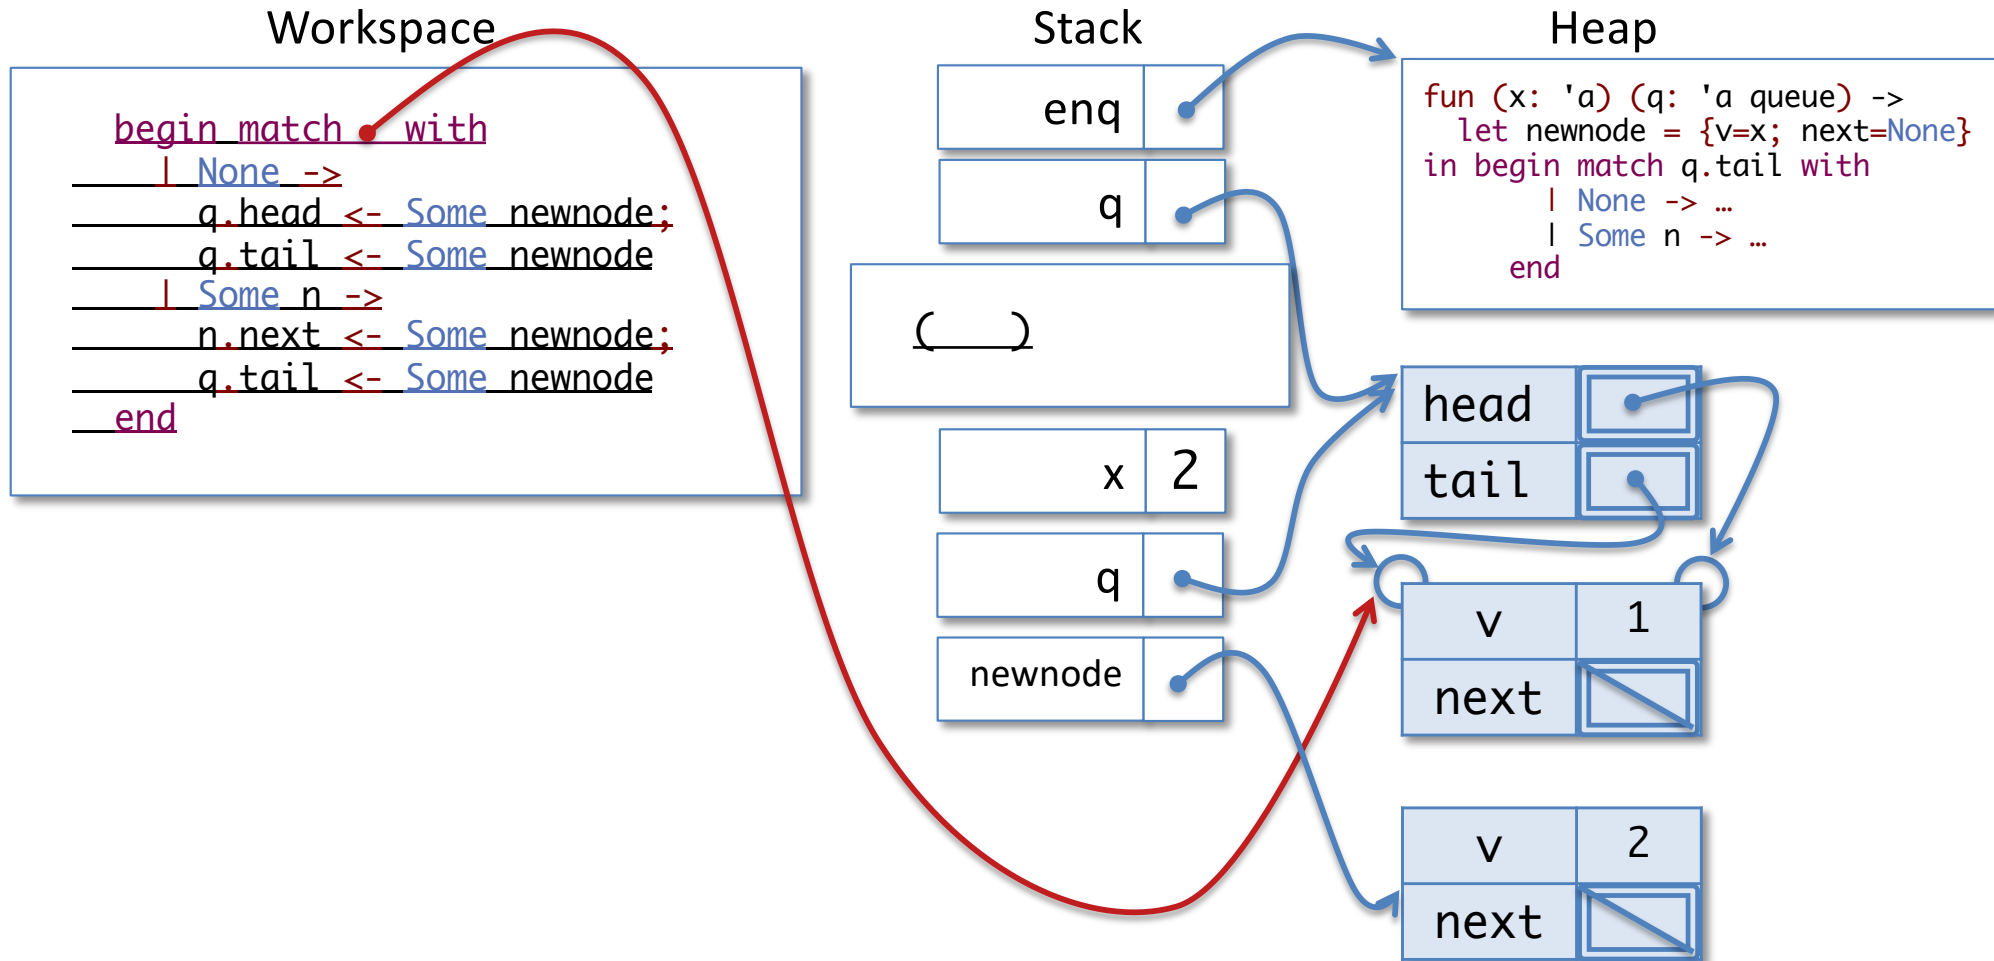 Workspace
begin match with
| None ->
q.head <- Some newnode;
q.tail <- Some newnode
| Some n ->
n.next <- Some newnode;
q.tail <- Some newnode
end
Stack
enq
q
( )
x 2
q
newnode
Heap
fun (x: 'a) (q: 'a queue) ->
let newnode = {v=x; next=None}
in begin match q.tail with
| None -> …
| Some n -> …
end
head
tail
v 1
next
v 2
next